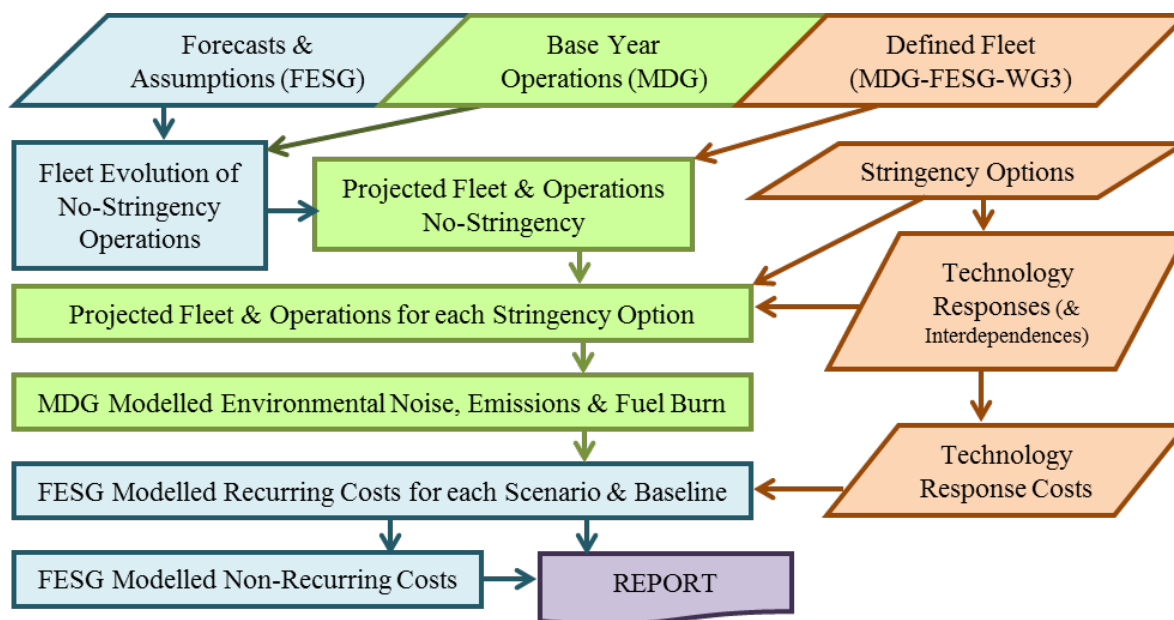 Forecasts &
Assumptions (FESG)
Base Year
Operations (MDG)
Defined Fleet
(MDG-FESG-WG3)
Fleet Evolution of
No-Stringency
Operations
Projected Fleet & Operations
No-Stringency
Stringency Options
Technology
Responses (&
Interdependences)
Projected Fleet & Operations for each Stringency Option
MDG Modelled Environmental Noise, Emissions & Fuel Burn
Technology
Response Costs
FESG Modelled Recurring Costs for each Scenario & Baseline
FESG Modelled Non-Recurring Costs
REPORT